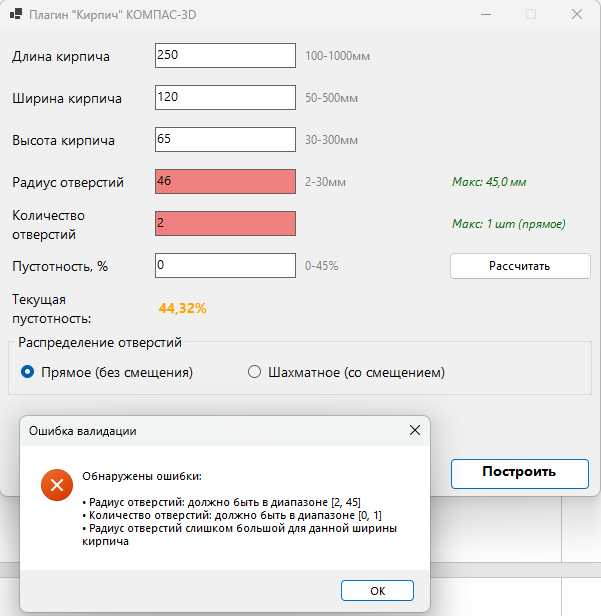 Плагин "Кирпич" КОМПАС-3D
Длина кирпича 250 100-1000мм
Ширина кирпича 120 50-500мм
Высота кирпича 65 30-300мм
Радиус отверстий 46 2-30мм Макс: 45,0 мм
Количество
отверстий 2 Макс: 1 шт (прямое)
Пустотность, % 0 0-45% Рассчитать
Текущая
пустотность: 44,32%
Распределение отверстий
Прямое (без смещения) Шахматное (со смещением)
Ошибка валидации
Построить
Обнаружены ошибки:
• Радиус отверстий: должно быть в диапазоне [2, 45]
• Количество отверстий: должно быть в диапазоне [0, 1]
• Радиус отверстий слишком большой для данной ширины
кирпича
ОК